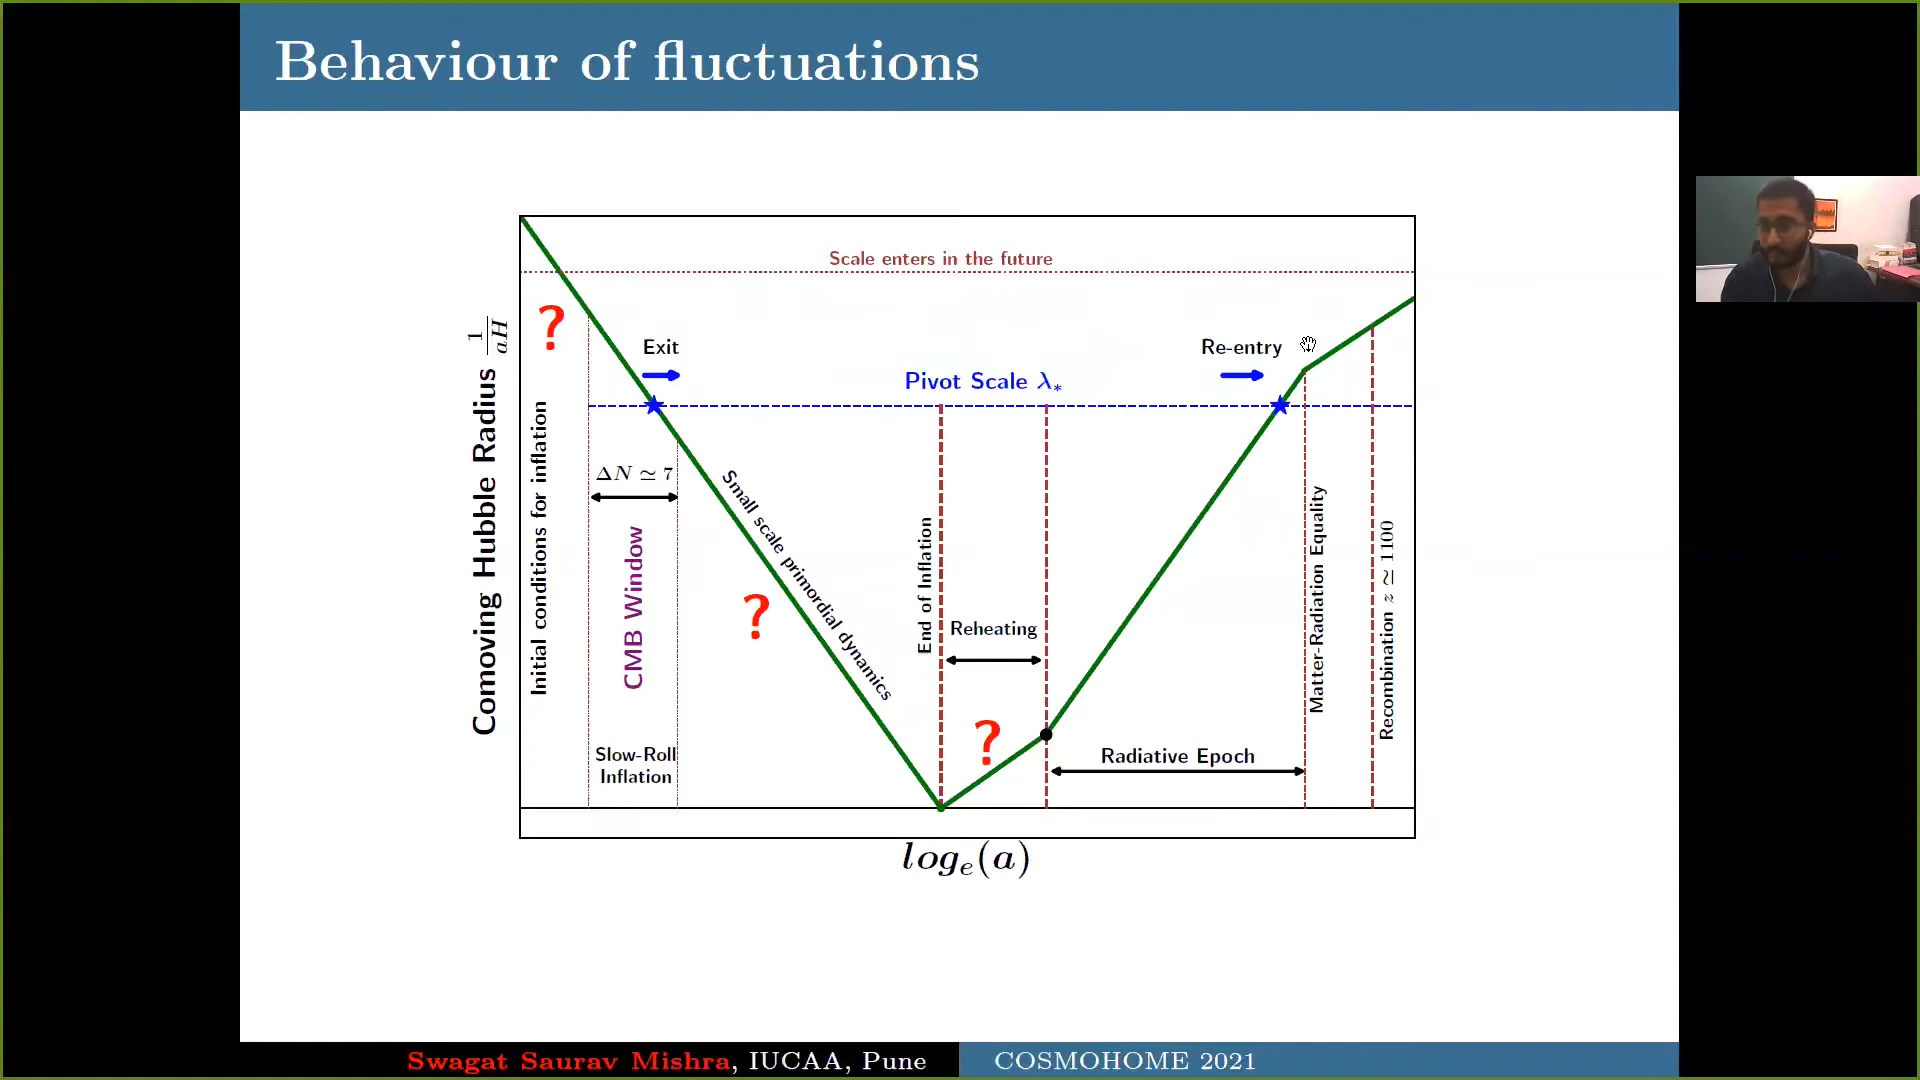 Behaviour of fluctuations
Scale enters in the future
?
Exit
Re-entry
Pivot Scale λ*
Comoving Hubble Radius 1/aH
Initial conditions for inflation
ΔN ≃ 7
CMB Window
Slow-Roll
Inflation
Small scale primordial dynamics
?
End of Inflation
Reheating
?
Radiative Epoch
Matter-Radiation Equality
Recombination z ≃ 1100
log_e(a)
Swagat Saurav Mishra, IUCAA, Pune
COSMOHOME 2021